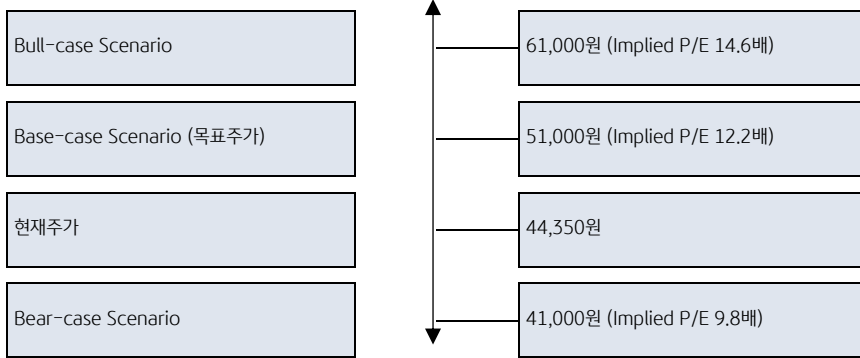 Bull-case Scenario
61,000원 (Implied P/E 14.6배)
Base-case Scenario (목표주가)
51,000원 (Implied P/E 12.2배)
현재주가
44,350원
Bear-case Scenario
41,000원 (Implied P/E 9.8배)